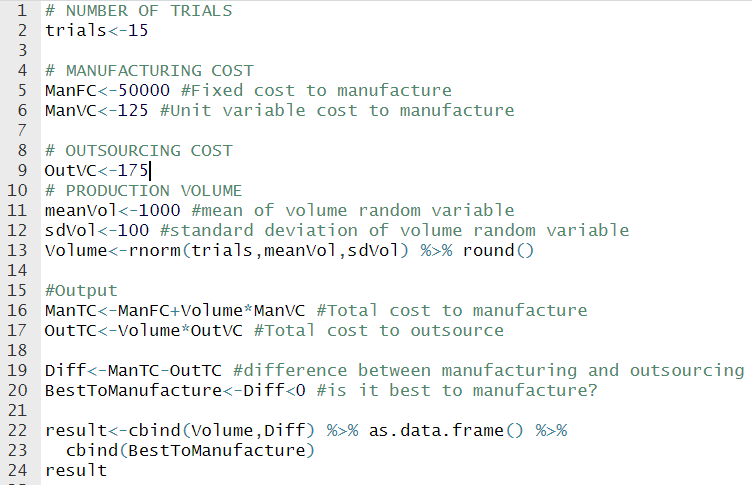 1 # NUMBER OF TRIALS
2 trials<-15
3
4 # MANUFACTURING COST
5 ManFC<-50000 #Fixed cost to manufacture
6 ManVC<-125 #Unit variable cost to manufacture
7
8 # OUTSOURCING COST
9 OutVC<-175
10 # PRODUCTION VOLUME
11 meanVol<-1000 #mean of volume random variable
12 sdVol<-100 #standard deviation of volume random variable
13 Volume<-rnorm(trials,meanVol,sdVol) %>% round()
14
15 #Output
16 ManTC<-ManFC+Volume*ManVC #Total cost to manufacture
17 OutTC<-Volume*OutVC #Total cost to outsource
18
19 Diff<-ManTC-OutTC #difference between manufacturing and outsourcing
20 BestToManufacture<-Diff<0 #is it best to manufacture?
21
22 result<-cbind(Volume,Diff) %>% as.data.frame() %>%
23   cbind(BestToManufacture)
24 result